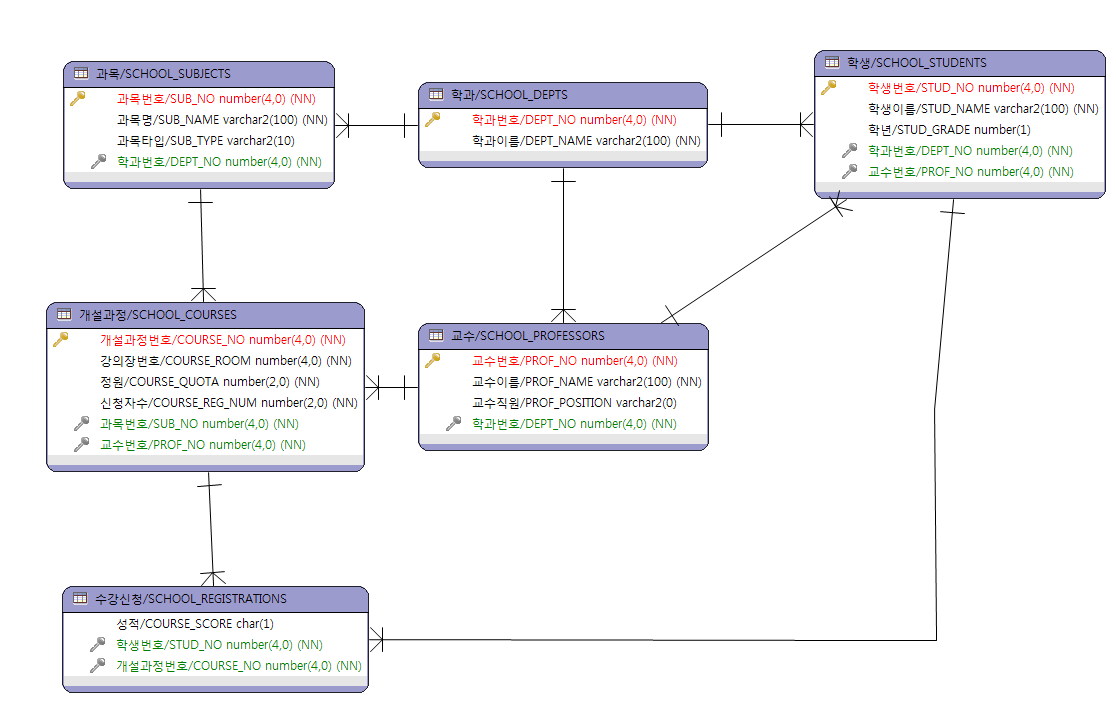 과목/SCHOOL_SUBJECTS
과목번호/SUB_NO number(4,0) (NN)
과목명/SUB_NAME varchar2(100) (NN)
과목타입/SUB_TYPE varchar2(10)
학과번호/DEPT_NO number(4,0) (NN)
학과/SCHOOL_DEPTS
학과번호/DEPT_NO number(4,0) (NN)
학과이름/DEPT_NAME varchar2(100) (NN)
학생/SCHOOL_STUDENTS
학생번호/STUD_NO number(4,0) (NN)
학생이름/STUD_NAME varchar2(100) (NN)
학년/STUD_GRADE number(1)
학과번호/DEPT_NO number(4,0) (NN)
교수번호/PROF_NO number(4,0) (NN)
개설과정/SCHOOL_COURSES
개설과정번호/COURSE_NO number(4,0) (NN)
강의장번호/COURSE_ROOM number(4,0) (NN)
정원/COURSE_QUOTA number(2,0) (NN)
신청자수/COURSE_REG_NUM number(2,0) (NN)
과목번호/SUB_NO number(4,0) (NN)
교수번호/PROF_NO number(4,0) (NN)
교수/SCHOOL_PROFESSORS
교수번호/PROF_NO number(4,0) (NN)
교수이름/PROF_NAME varchar2(100) (NN)
교수직원/PROF_POSITION varchar2(0)
학과번호/DEPT_NO number(4,0) (NN)
수강신청/SCHOOL_REGISTRATIONS
성적/COURSE_SCORE char(1)
학생번호/STUD_NO number(4,0) (NN)
개설과정번호/COURSE_NO number(4,0) (NN)